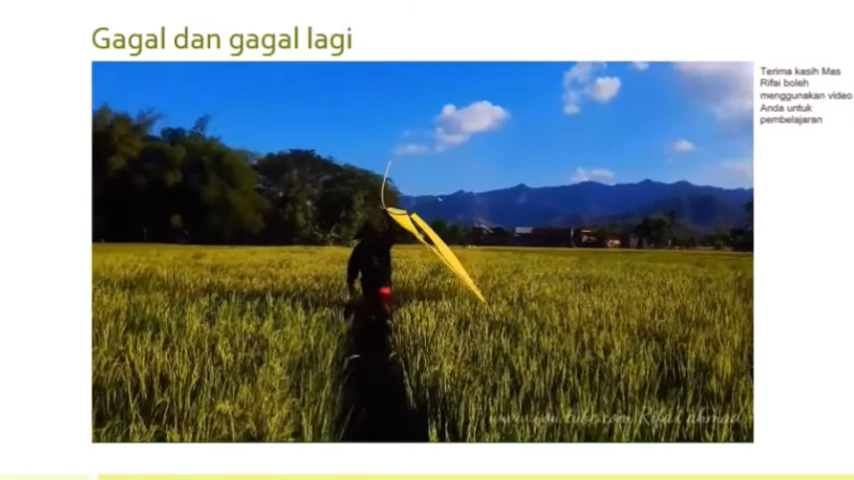 Gagal dan gagal lagi
Terima kasih Mas
Rifai boleh
menggunakan video
Anda untuk
pembelajaran